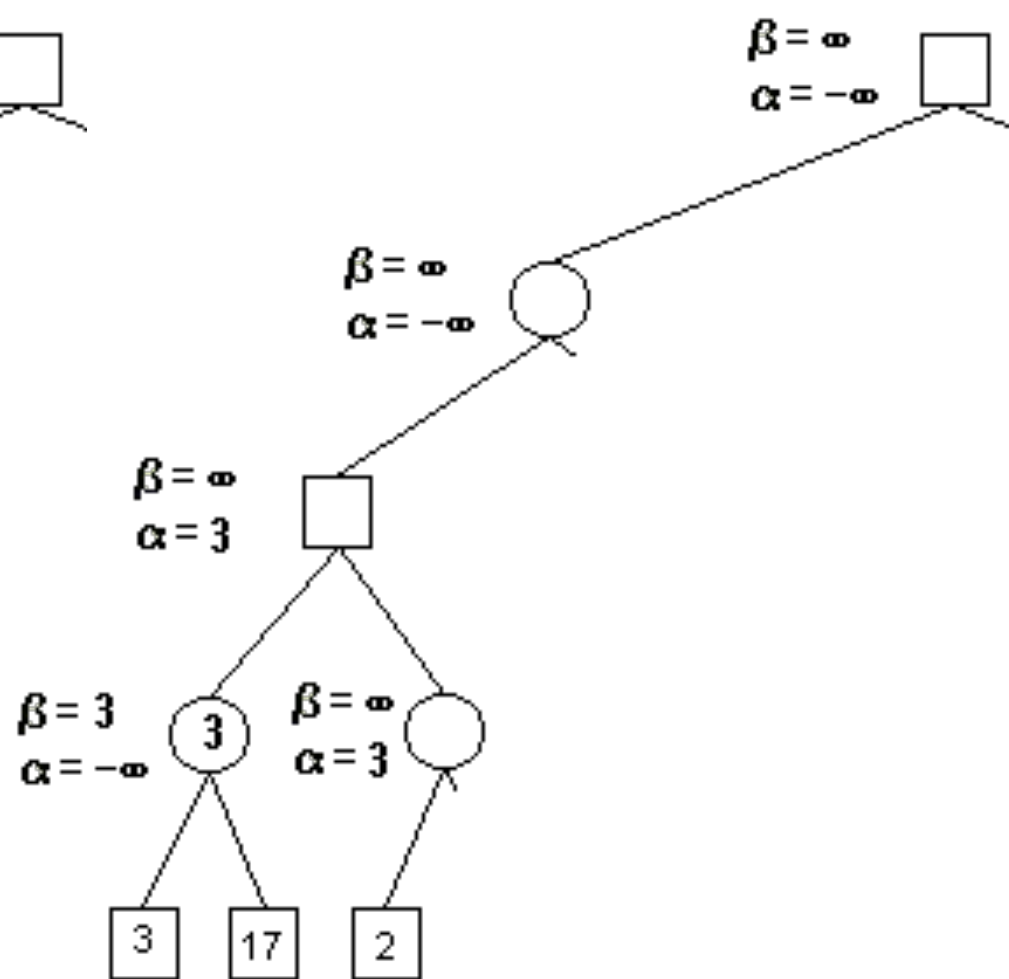 β = ∞
α = −∞
β = ∞
α = −∞
β = ∞
α = 3
β = 3
α = −∞
3
β = ∞
α = 3
3
17
2